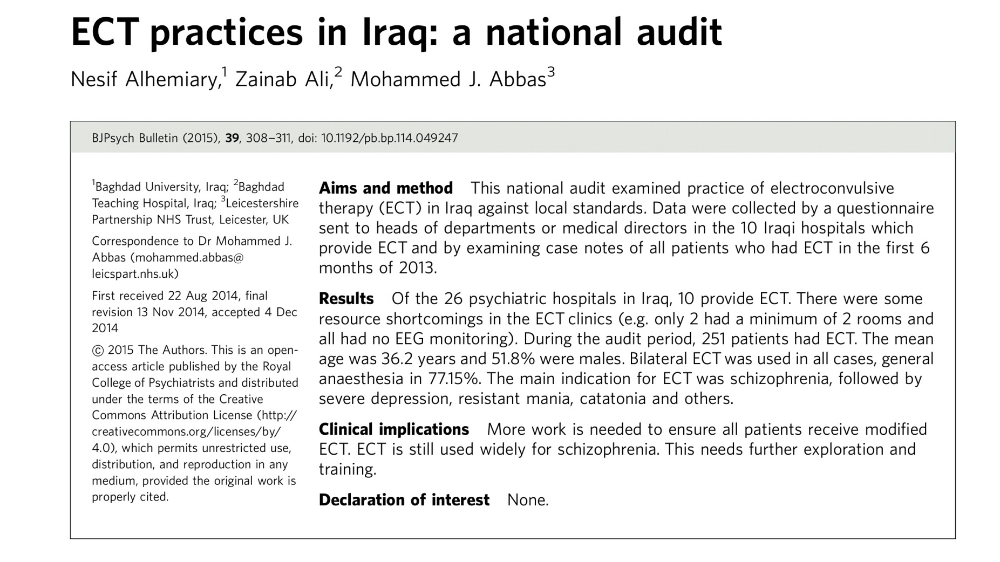 ECT practices in Iraq: a national audit
Nesif Alhemiary,1 Zainab Ali,2 Mohammed J. Abbas3
BJPsych Bulletin (2015), 39, 308–311, doi: 10.1192/pb.bp.114.049247
1Baghdad University, Iraq; 2Baghdad
Teaching Hospital, Iraq; 3Leicestershire
Partnership NHS Trust, Leicester, UK
Correspondence to Dr Mohammed J.
Abbas (mohammed.abbas@
leicspart.nhs.uk)
First received 22 Aug 2014, final
revision 13 Nov 2014, accepted 4 Dec
2014
© 2015 The Authors. This is an open-
access article published by the Royal
College of Psychiatrists and distributed
under the terms of the Creative
Commons Attribution License (http://
creativecommons.org/licenses/by/
4.0), which permits unrestricted use,
distribution, and reproduction in any
medium, provided the original work is
properly cited.
Aims and method This national audit examined practice of electroconvulsive
therapy (ECT) in Iraq against local standards. Data were collected by a questionnaire
sent to heads of departments or medical directors in the 10 Iraqi hospitals which
provide ECT and by examining case notes of all patients who had ECT in the first 6
months of 2013.
Results Of the 26 psychiatric hospitals in Iraq, 10 provide ECT. There were some
resource shortcomings in the ECT clinics (e.g. only 2 had a minimum of 2 rooms and
all had no EEG monitoring). During the audit period, 251 patients had ECT. The mean
age was 36.2 years and 51.8% were males. Bilateral ECT was used in all cases, general
anaesthesia in 77.15%. The main indication for ECT was schizophrenia, followed by
severe depression, resistant mania, catatonia and others.
Clinical implications More work is needed to ensure all patients receive modified
ECT. ECT is still used widely for schizophrenia. This needs further exploration and
training.
Declaration of interest None.